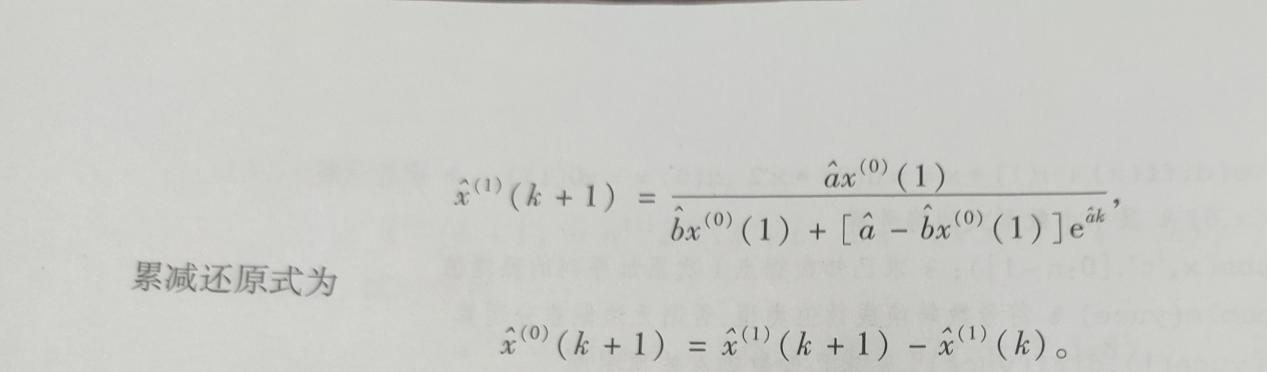 x̂⁽¹⁾(k + 1) = âx⁽⁰⁾(1) / (b̂x⁽⁰⁾(1) + [â − b̂x⁽⁰⁾(1)]e^{âk}),
累减还原式为
x̂⁽⁰⁾(k + 1) = x̂⁽¹⁾(k + 1) − x̂⁽¹⁾(k)。